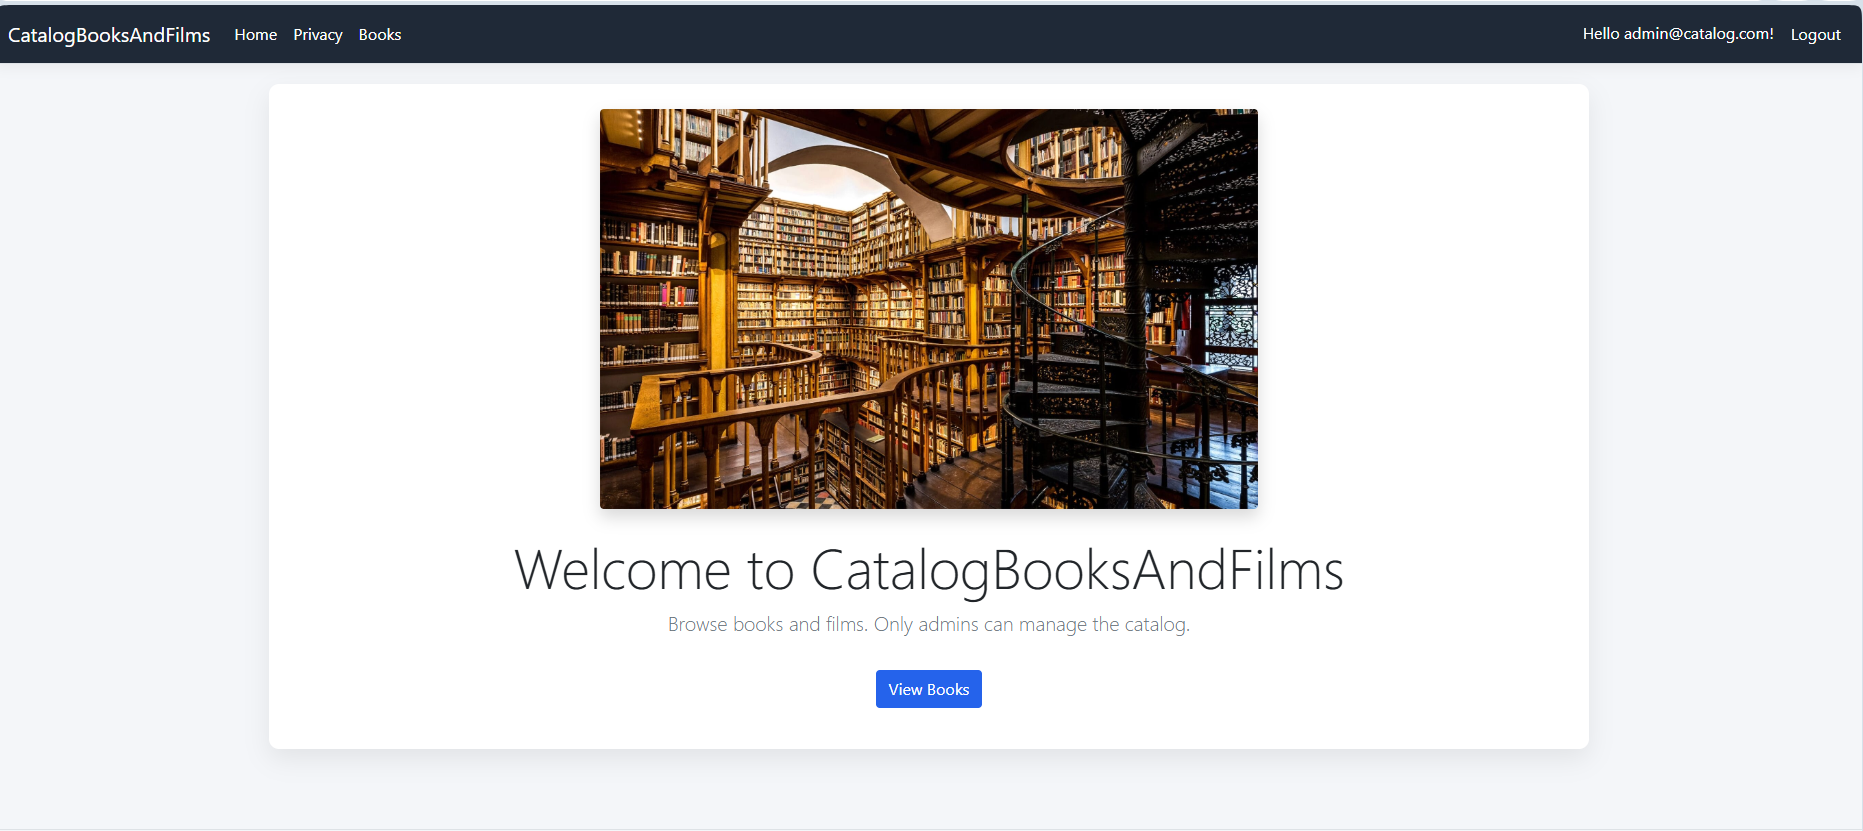 CatalogBooksAndFilms Home Privacy Books Hello admin@catalog.com! Logout
Welcome to CatalogBooksAndFilms
Browse books and films. Only admins can manage the catalog.
View Books